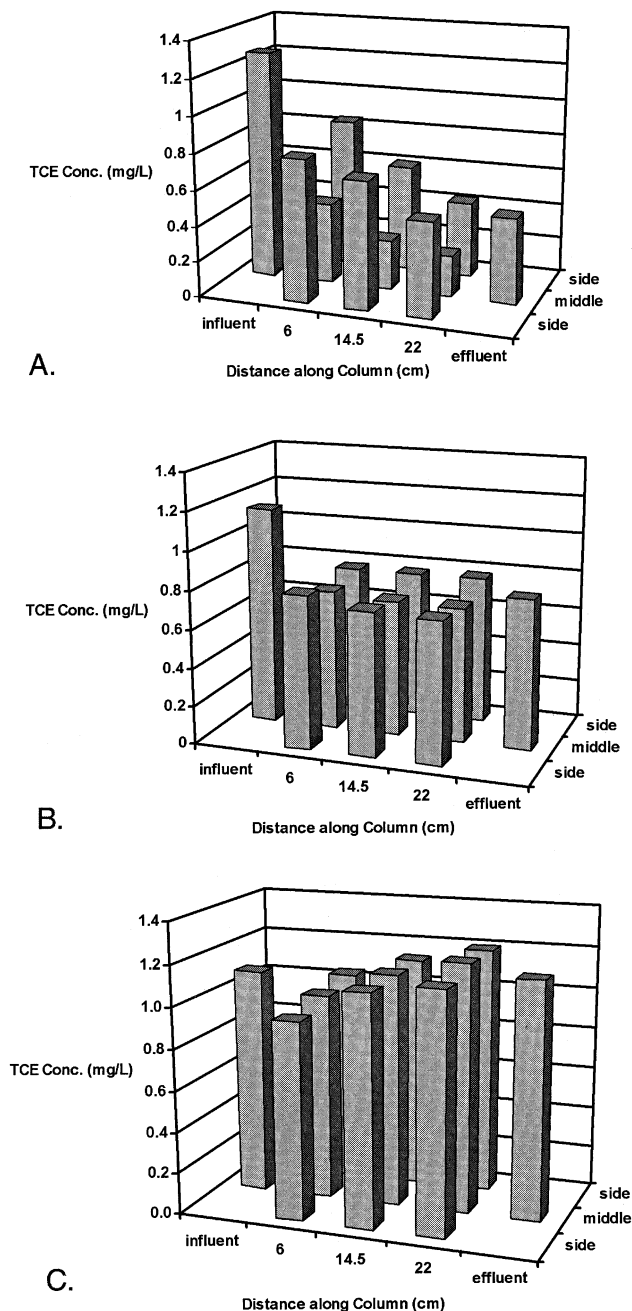 1.4
1.2
1
0.8
0.6
0.4
0.2
0
TCE Conc. (mg/L)
influent
6
14.5
22
effluent
side
middle
side
Distance along Column (cm)
A.
1.4
1.2
1
0.8
0.6
0.4
0.2
0
TCE Conc. (mg/L)
influent
6
14.5
22
effluent
side
middle
side
Distance along Column (cm)
B.
1.4
1.2
1.0
0.8
0.6
0.4
0.2
0.0
TCE Conc. (mg/L)
influent
6
14.5
22
effluent
side
middle
side
Distance along Column (cm)
C.